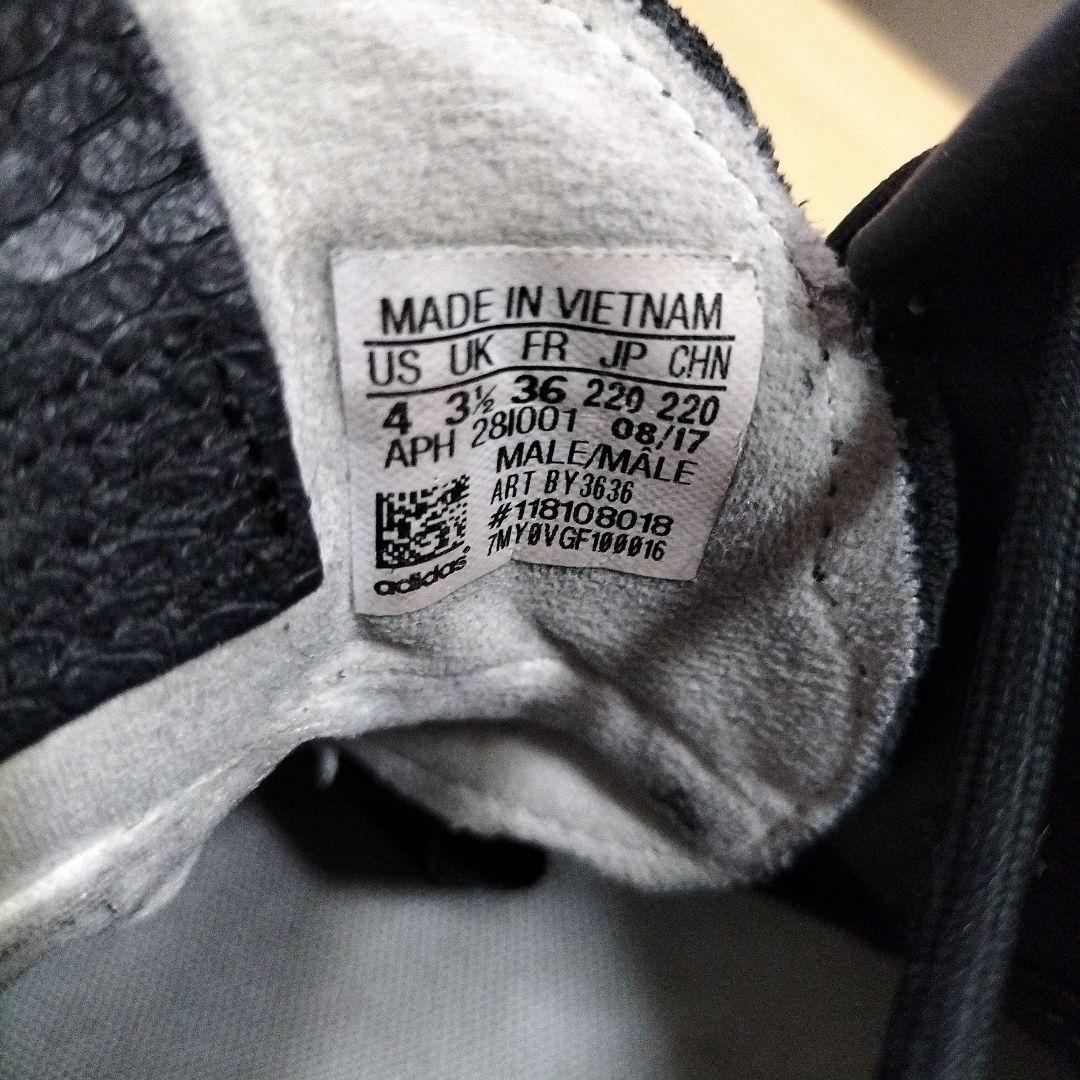 MADE IN VIETNAM
US UK FR JP CHN
4 3½ 36 220 220
APH 28I001 08/17
MALE/MÂLE
ART BY3636
#118108018
7MY0VGF100016
adidas